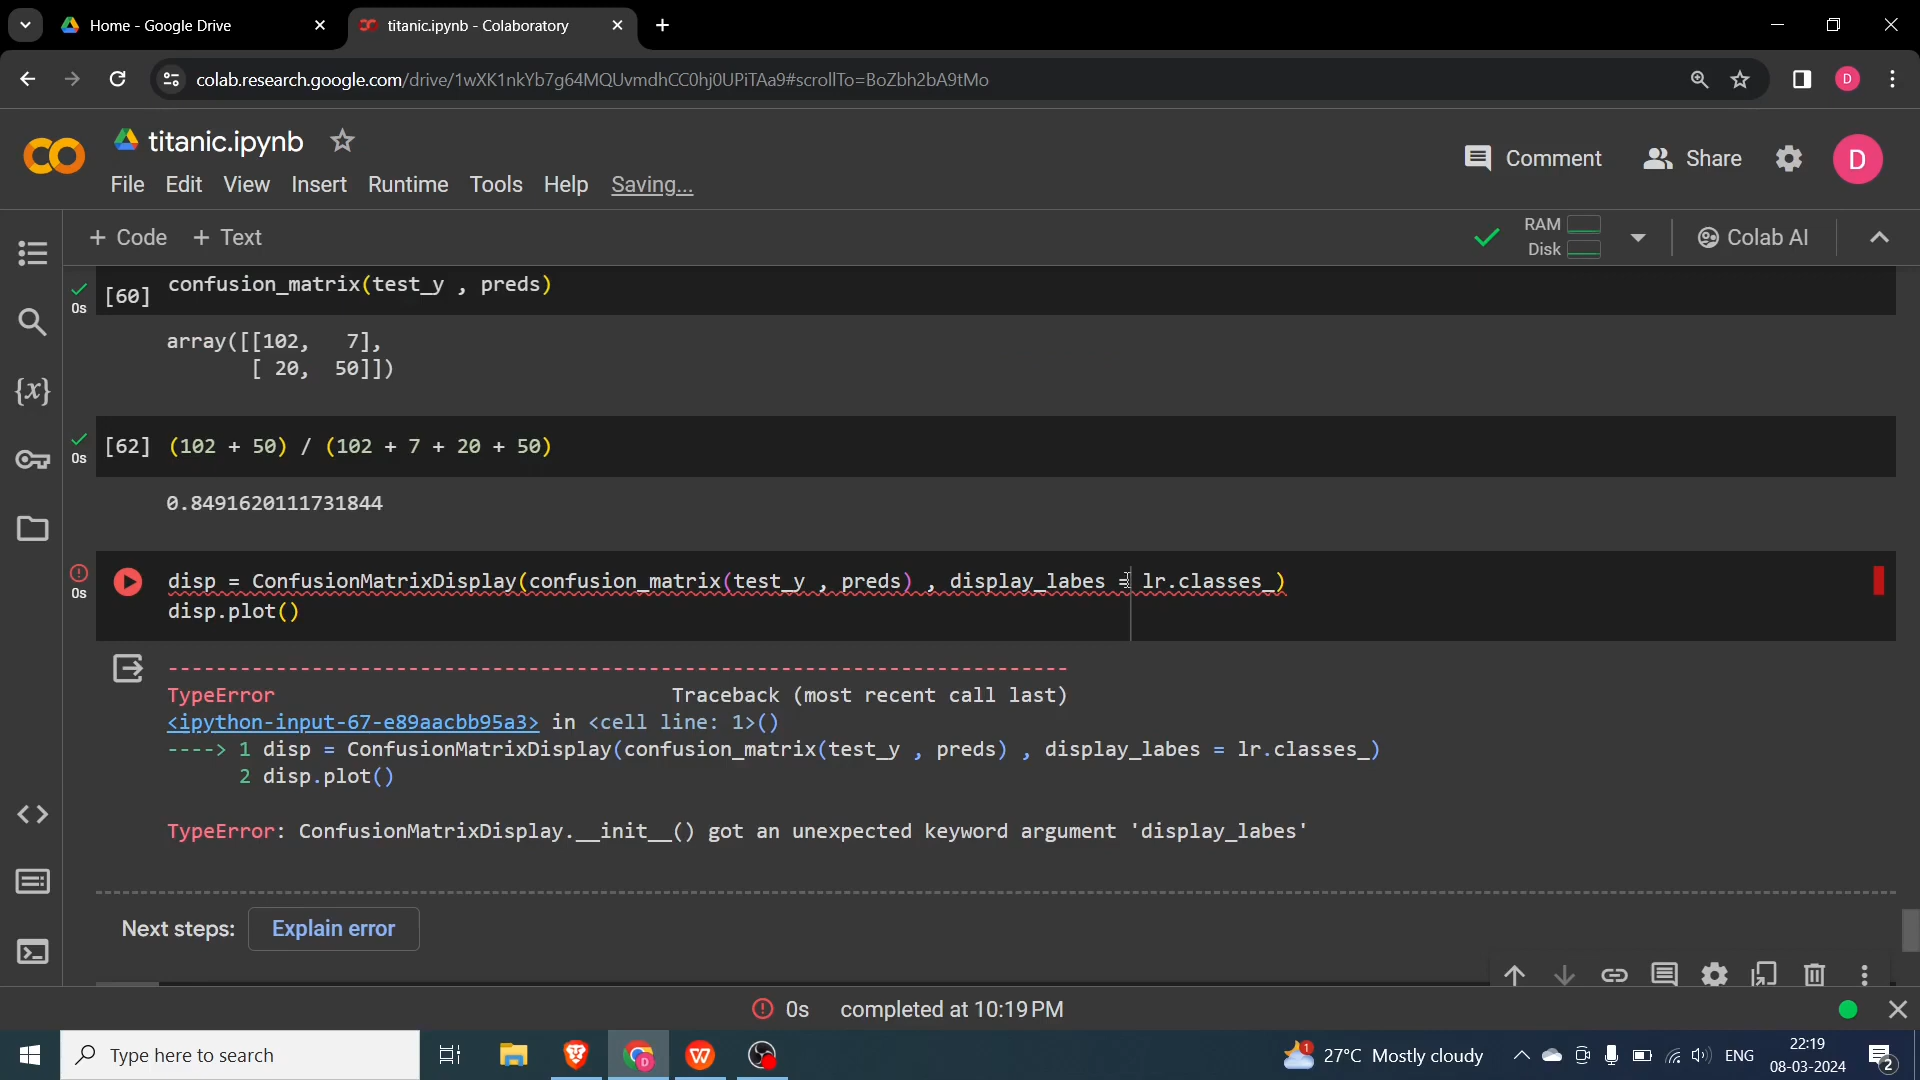 Home - Google Drive
titanic.ipynb - Colaboratory
colab.research.google.com/drive/1wXK1nkYb7g64MQUvmdhCC0hj0UPiTAa9#scrollTo=BoZbh2bA9tMo
D
titanic.ipynb
Comment
Share
D
File Edit View Insert Runtime Tools Help Saving...
+ Code + Text
RAM
Disk
Colab AI
[60] confusion_matrix(test_y , preds)
0s
array([[102,   7],
       [ 20,  50]])
[62] (102 + 50) / (102 + 7 + 20 + 50)
0s
0.8491620111731844
disp = ConfusionMatrixDisplay(confusion_matrix(test_y , preds) , display_labes = lr.classes_)
0s
disp.plot()
---------------------------------------------------------------------------
TypeError                                 Traceback (most recent call last)
<ipython-input-67-e89aacbb95a3> in <cell line: 1>()
----> 1 disp = ConfusionMatrixDisplay(confusion_matrix(test_y , preds) , display_labes = lr.classes_)
      2 disp.plot()
TypeError: ConfusionMatrixDisplay.__init__() got an unexpected keyword argument 'display_labes'
Next steps: Explain error
0s completed at 10:19 PM
Type here to search
1
27°C Mostly cloudy
ENG
22:19
08-03-2024
2